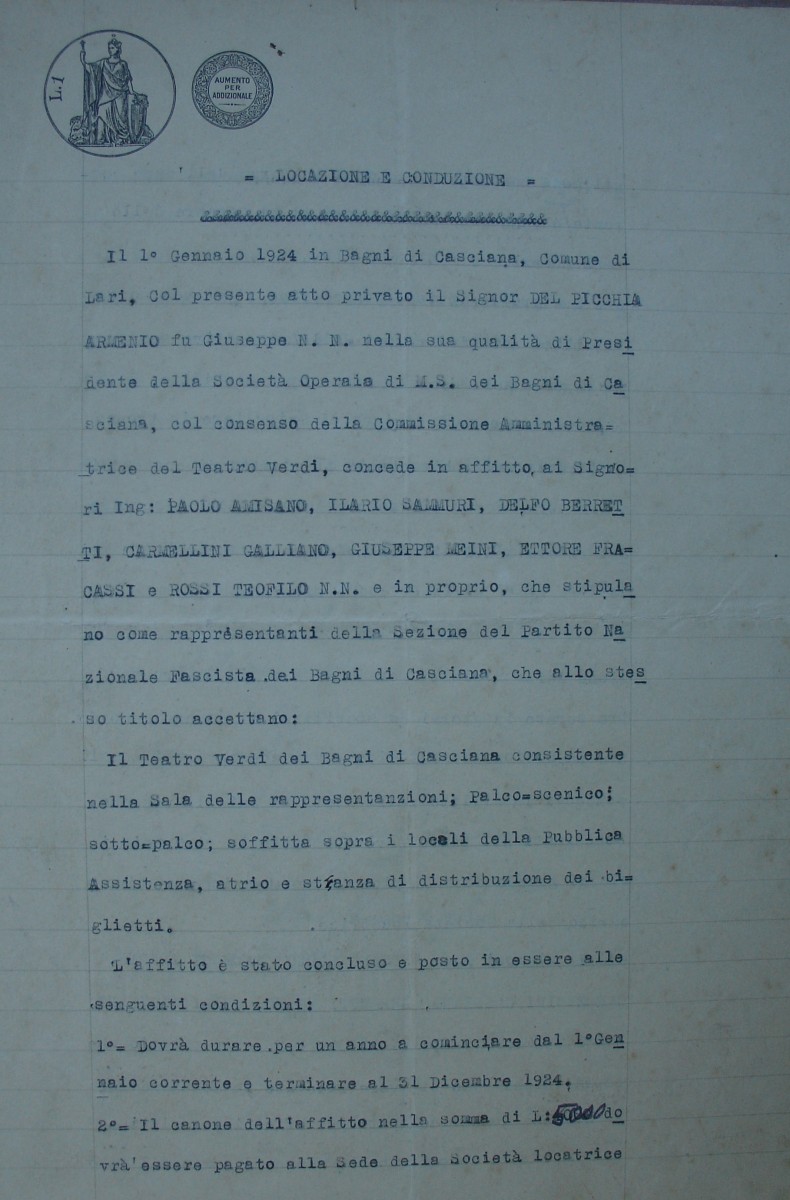 L.1
AUMENTO
PER
ADDIZIONALE
= LOCAZIONE E CONDUZIONE =
&&&&&&&&&&&&&&&&&&&&&&&&&&&&&&&&&&&&&&&
Il 1° Gennaio 1924 in Bagni di Casciana, Comune di
Lari, Col presente atto privato il Signor DEL PICCHIA
ARMENIO fu Giuseppe N. N. nella sua qualità di Presi
dente della Società Operaia di M.S. dei Bagni di Ca
sciana, col consenso della Commissione Amministra=
trice del Teatro Verdi, concede in affitto, ai Signo=
ri Ing: PAOLO AMISANO, ILARIO SAMMURI, DELFO BERRET
TI, CARMELLINI GALLIANO, GIUSEPPE MEINI, ETTORE FRA=
CASSI e ROSSI TEOFILO N.N. e in proprio, che stipula
no come rappresentanti della Sezione del Partito Na
zionale Fascista dei Bagni di Casciana, che allo stes
so titolo accettano:
Il Teatro Verdi dei Bagni di Casciana consistente
nella Sala delle rappresentanzioni; Palco=scenico;
sotto=palco; soffitta sopra i locali della Pubblica
Assistenza, atrio e stranza di distribuzione dei bi=
glietti.
L'affitto è stato concluso e posto in essere alle
senguenti condizioni:
1°= Dovrà durare per un anno a cominciare dal 1°Gen
naio corrente e terminare al 31 Dicembre 1924.
2°= Il canone dell'affitto nella somma di L: do
vrà essere pagato alla Sede della Società locatrice